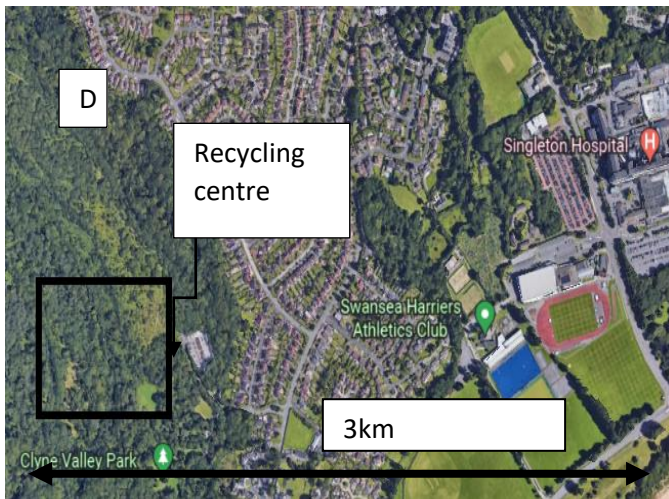 D
Recycling
centre
Singleton Hospital
H
Swansea Harriers
Athletics Club
3km
Clyne Valley Park